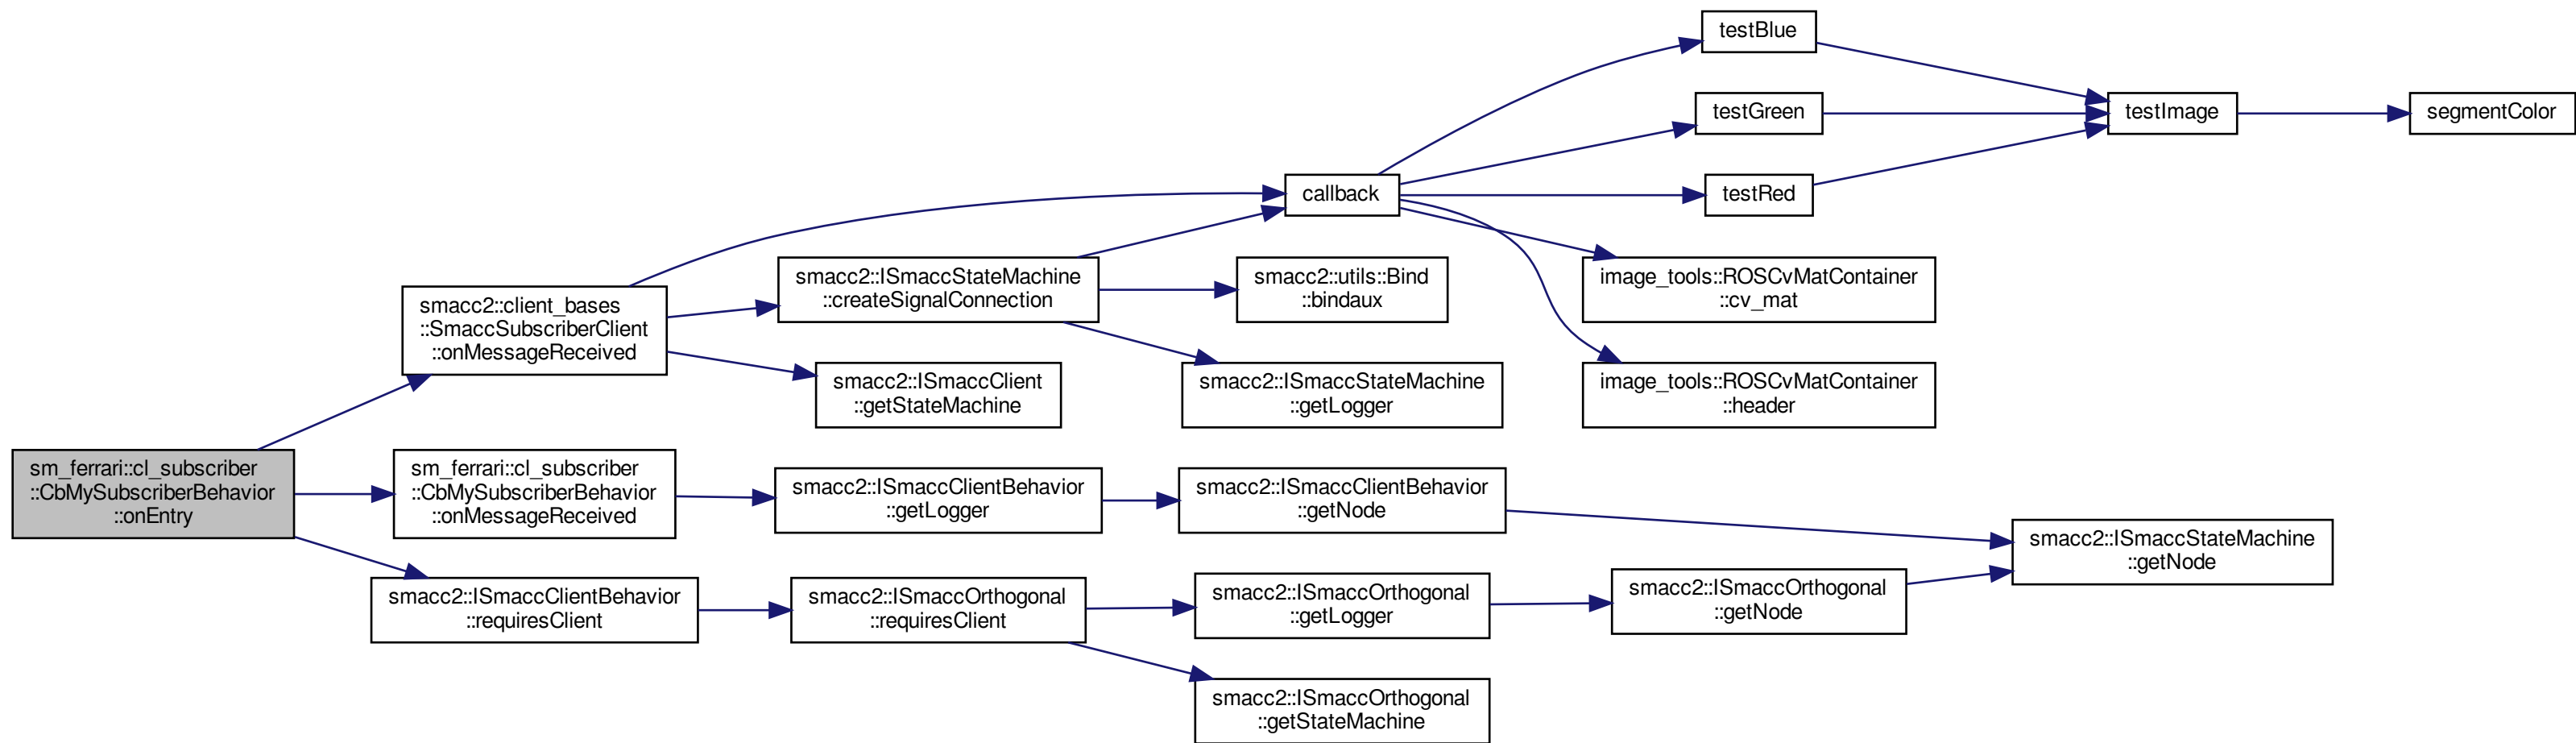 testBlue
testGreen
testImage
segmentColor
callback
testRed
smacc2::ISmaccStateMachine
::createSignalConnection
smacc2::utils::Bind
::bindaux
image_tools::ROSCvMatContainer
::cv_mat
smacc2::client_bases
::SmaccSubscriberClient
::onMessageReceived
smacc2::ISmaccClient
::getStateMachine
smacc2::ISmaccStateMachine
::getLogger
image_tools::ROSCvMatContainer
::header
sm_ferrari::cl_subscriber
::CbMySubscriberBehavior
::onEntry
sm_ferrari::cl_subscriber
::CbMySubscriberBehavior
::onMessageReceived
smacc2::ISmaccClientBehavior
::getLogger
smacc2::ISmaccClientBehavior
::getNode
smacc2::ISmaccStateMachine
::getNode
smacc2::ISmaccClientBehavior
::requiresClient
smacc2::ISmaccOrthogonal
::requiresClient
smacc2::ISmaccOrthogonal
::getLogger
smacc2::ISmaccOrthogonal
::getNode
smacc2::ISmaccOrthogonal
::getStateMachine